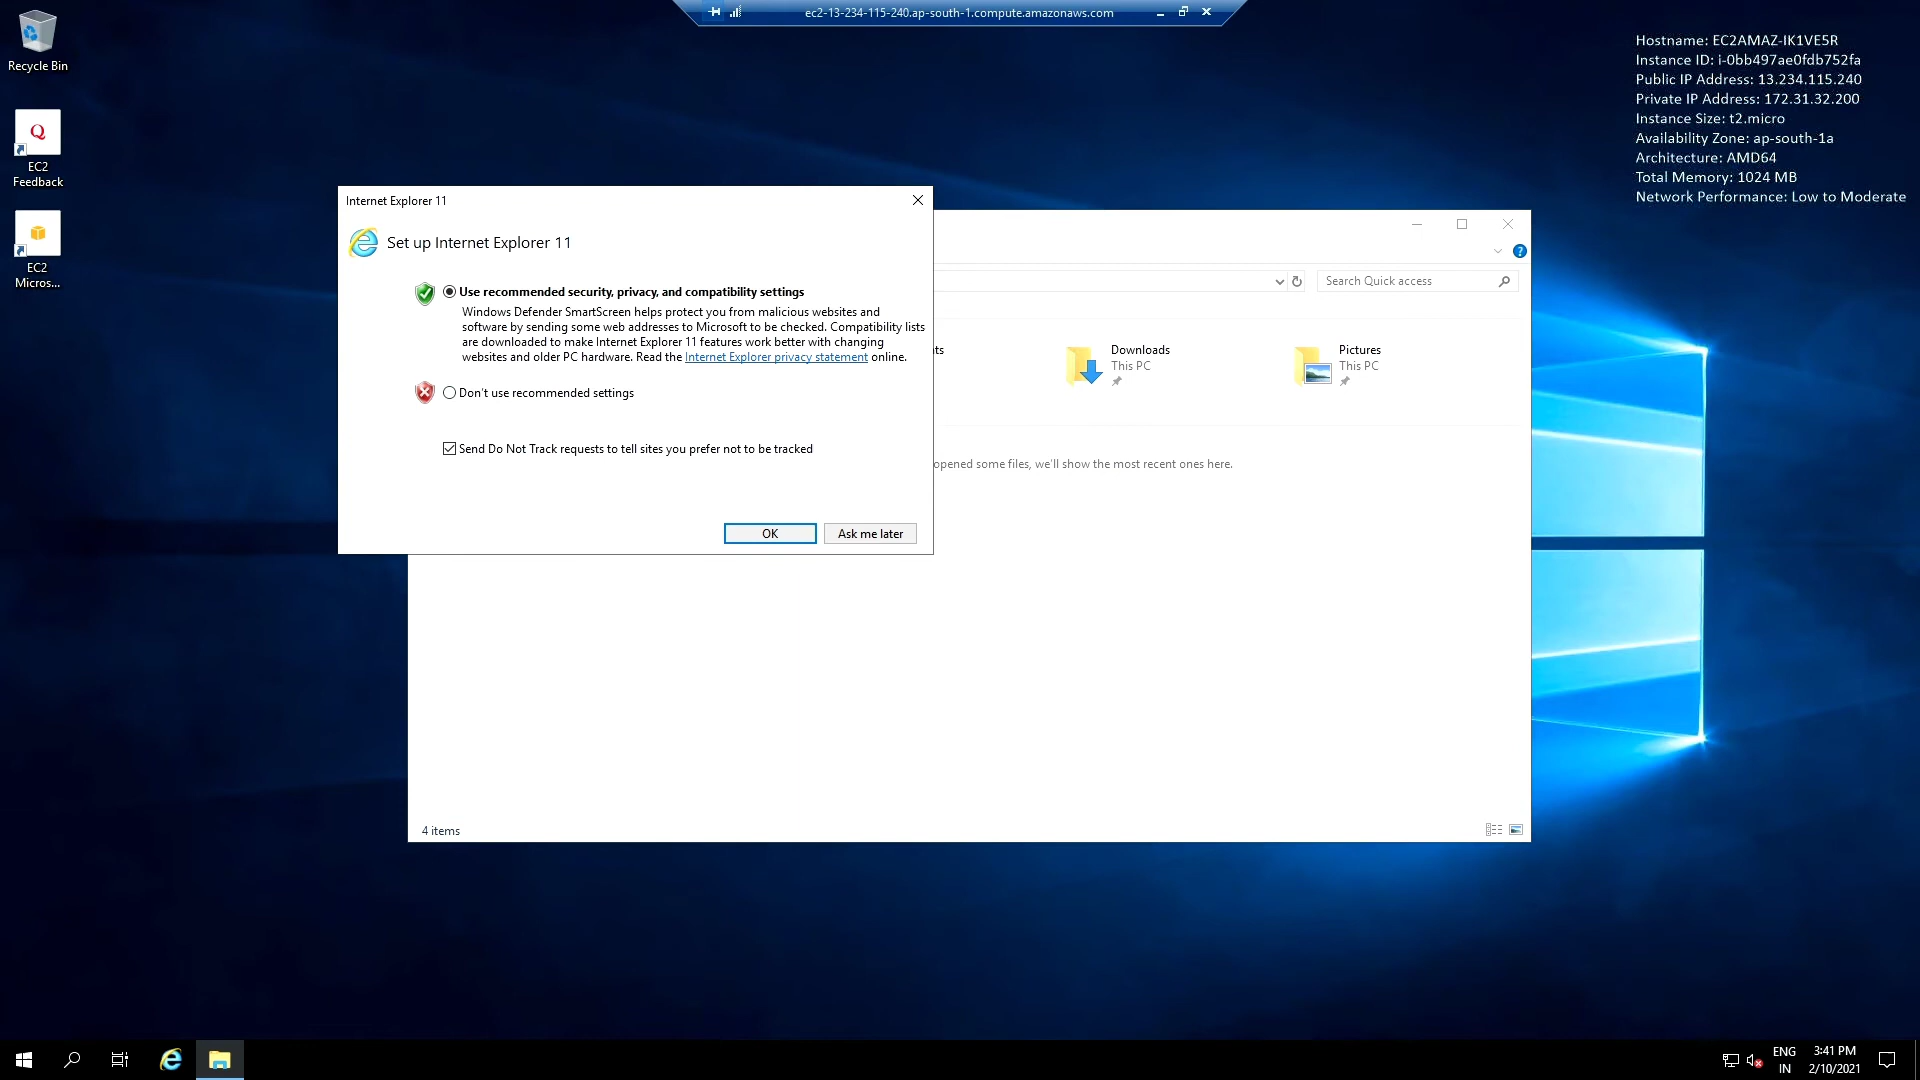 ec2-13-234-115-240.ap-south-1.compute.amazonaws.com
Recycle Bin
EC2
Feedback
EC2
Micros...
Hostname: EC2AMAZ-IK1VE5R
Instance ID: i-0bb497ae0fdb752fa
Public IP Address: 13.234.115.240
Private IP Address: 172.31.32.200
Instance Size: t2.micro
Availability Zone: ap-south-1a
Architecture: AMD64
Total Memory: 1024 MB
Network Performance: Low to Moderate
Internet Explorer 11
Set up Internet Explorer 11
Use recommended security, privacy, and compatibility settings
Windows Defender SmartScreen helps protect you from malicious websites and
software by sending some web addresses to Microsoft to be checked. Compatibility lists
are downloaded to make Internet Explorer 11 features work better with changing
websites and older PC hardware. Read the Internet Explorer privacy statement online.
Don't use recommended settings
Send Do Not Track requests to tell sites you prefer not to be tracked
OK
Ask me later
Search Quick access
Downloads
This PC
Pictures
This PC
opened some files, we'll show the most recent ones here.
4 items
ENG
IN
3:41 PM
2/10/2021